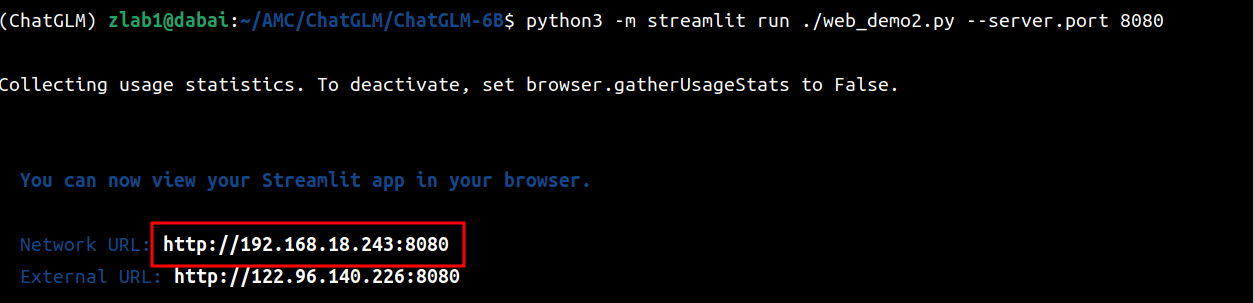 (ChatGLM) zlab1@dabai:~/AMC/ChatGLM/ChatGLM-6B$ python3 -m streamlit run ./web_demo2.py --server.port 8080
Collecting usage statistics. To deactivate, set browser.gatherUsageStats to False.
You can now view your Streamlit app in your browser.
Network URL: http://192.168.18.243:8080
External URL: http://122.96.140.226:8080